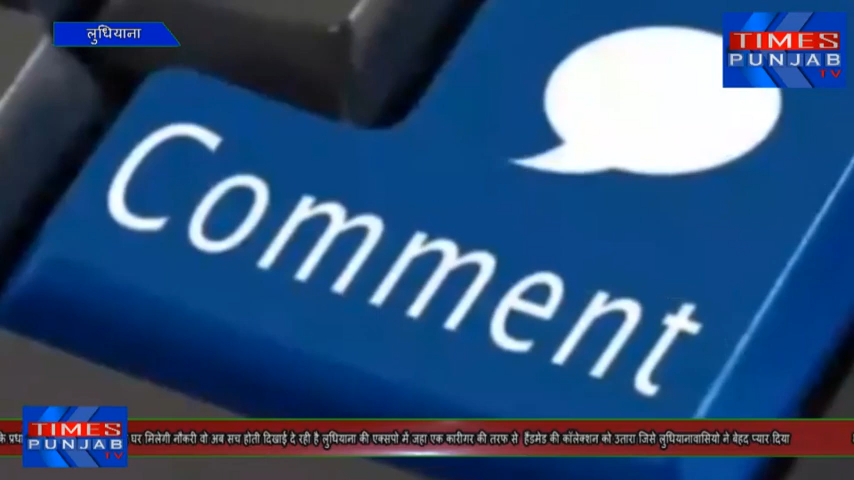 लुधियाना
TIMES
PUNJAB
TV
Comment
TIMES
PUNJAB
TV
घर मिलेगी नौकरी वो अब सच होती दिखाई दे रही है लुधियाना की एक्सपो में जहा एक कारीगर की तरफ से हैंडमेड की कॉलेक्शन को उतारा जिसे लुधियानावासियो ने बेहद प्यार दिया